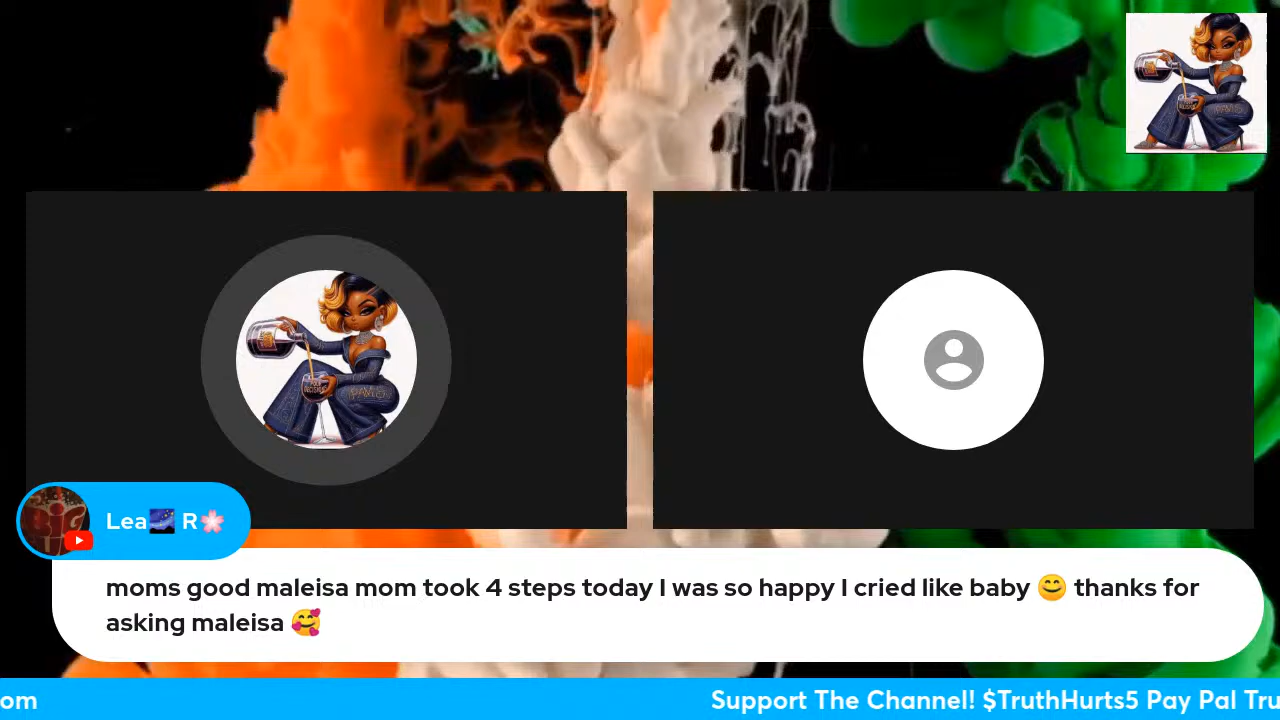 Lea🌌 R🌸
moms good maleisa mom took 4 steps today I was so happy I cried like baby 😊 thanks for
asking maleisa 🥰
om
Support The Channel! $TruthHurts5 Pay Pal Tru